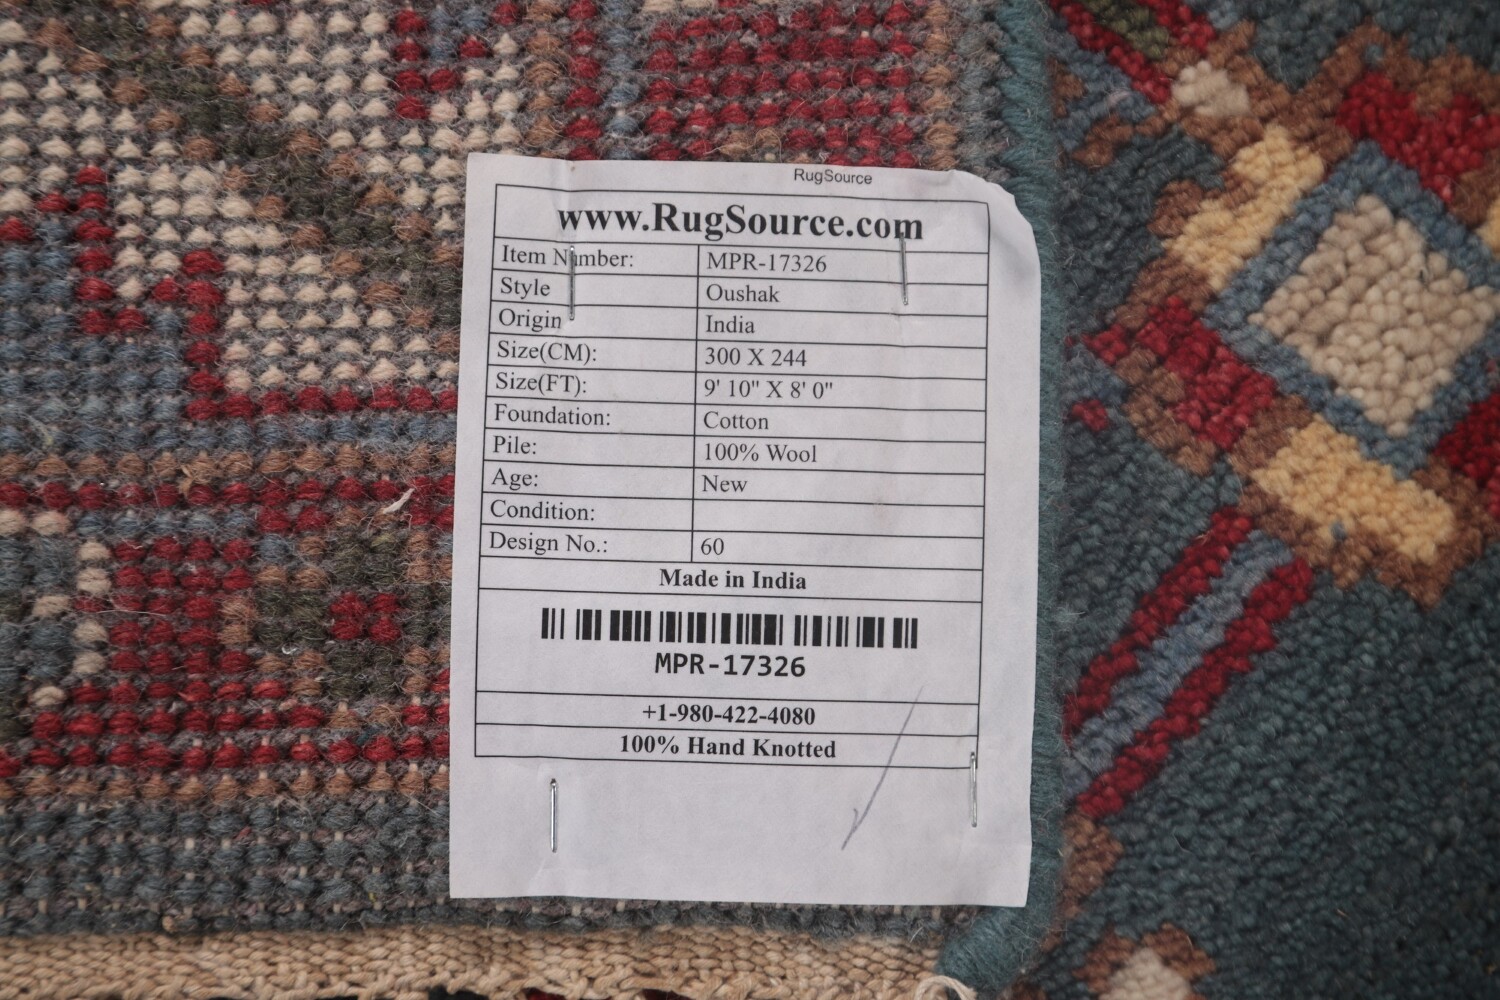 RugSource
www.RugSource.com
Item Number: MPR-17326
Style Oushak
Origin India
Size(CM): 300 X 244
Size(FT): 9' 10" X 8' 0"
Foundation: Cotton
Pile: 100% Wool
Age: New
Condition:
Design No.: 60
Made in India
MPR-17326
+1-980-422-4080
100% Hand Knotted